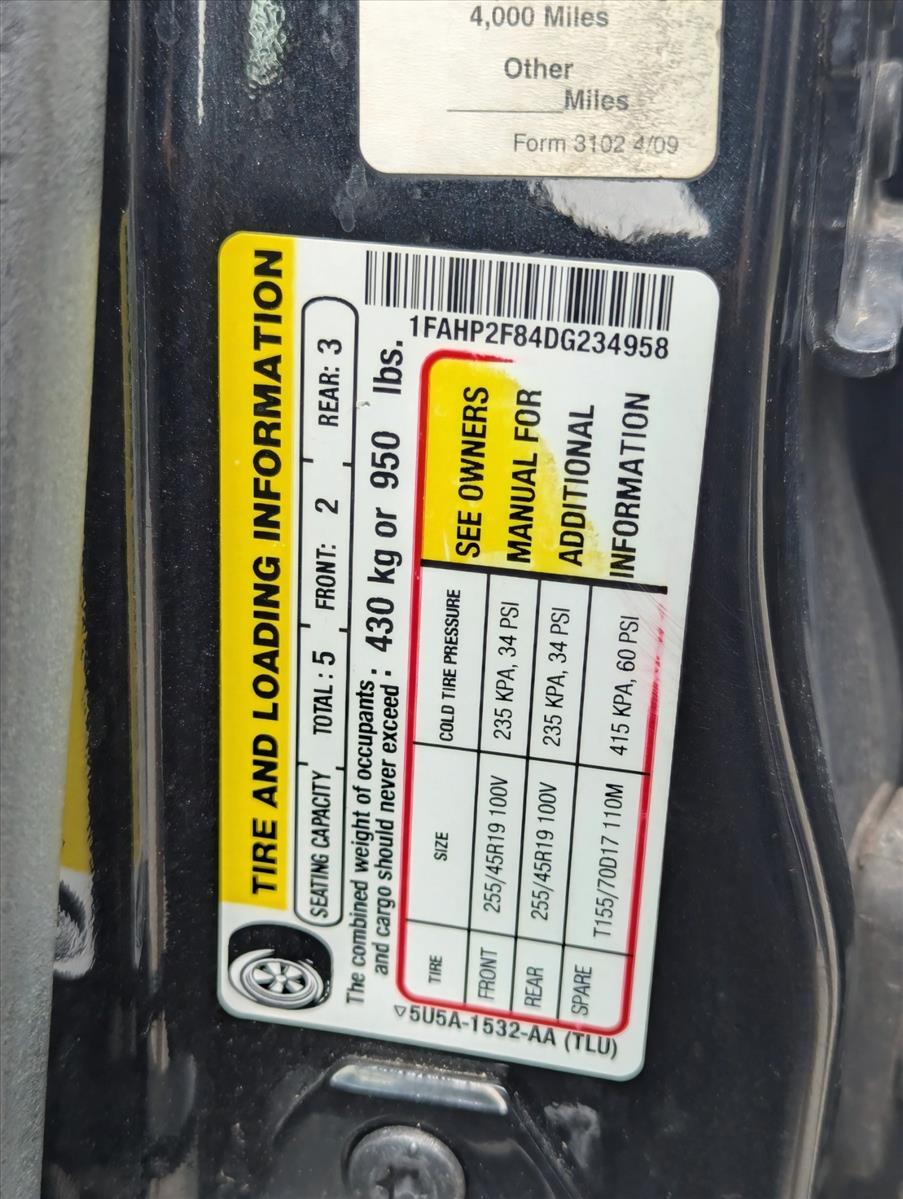 4,000 Miles
Other
Miles
Form 3102 4/09
TIRE AND LOADING INFORMATION
SEATING CAPACITY TOTAL : 5 FRONT: 2 REAR: 3
The combined weight of occupants :
and cargo should never exceed : 430 kg or 950 lbs.
1FAHP2F84DG234958
TIRE SIZE COLD TIRE PRESSURE
FRONT 255/45R19 100V 235 KPA, 34 PSI
REAR 255/45R19 100V 235 KPA, 34 PSI
SPARE T155/70D17 110M 415 KPA, 60 PSI
SEE OWNERS
MANUAL FOR
ADDITIONAL
INFORMATION
▽5U5A-1532-AA (TLU)